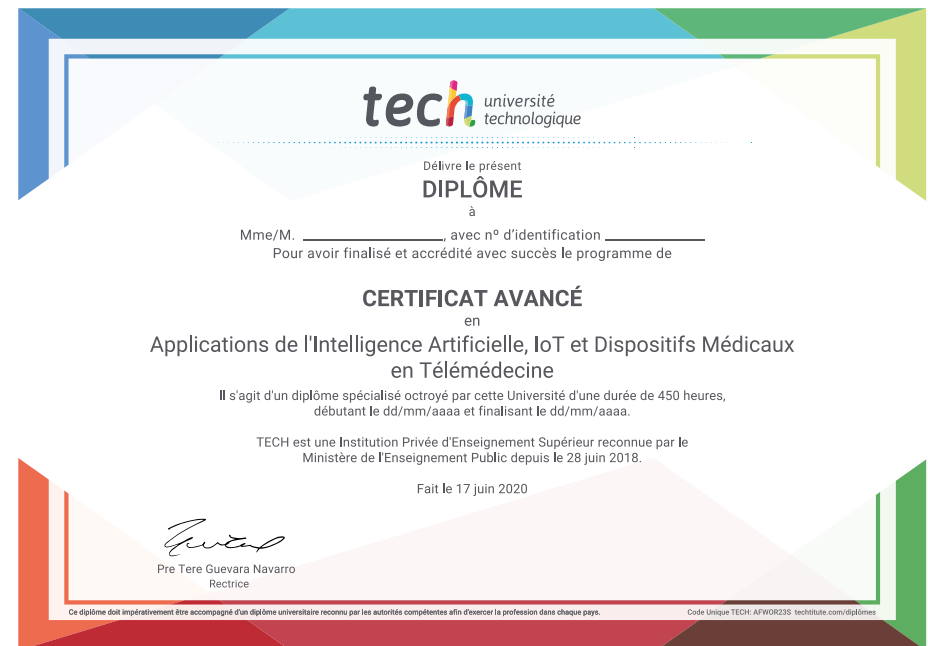 tech université
technologique
Délivre le présent
DIPLÔME
à
Mme/M. ____________________, avec nº d'identification ______________
Pour avoir finalisé et accrédité avec succès le programme de
CERTIFICAT AVANCÉ
en
Applications de l'Intelligence Artificielle, IoT et Dispositifs Médicaux
en Télémédecine
Il s'agit d'un diplôme spécialisé octroyé par cette Université d'une durée de 450 heures,
débutant le dd/mm/aaaa et finalisant le dd/mm/aaaa.
TECH est une Institution Privée d'Enseignement Supérieur reconnue par le
Ministère de l'Enseignement Public depuis le 28 juin 2018.
Fait le 17 juin 2020
Pre Tere Guevara Navarro
Rectrice
Ce diplôme doit impérativement être accompagné d'un diplôme universitaire reconnu par les autorités compétentes afin d'exercer la profession dans chaque pays.
Code Unique TECH: AFWOR23S techtitute.com/diplômes